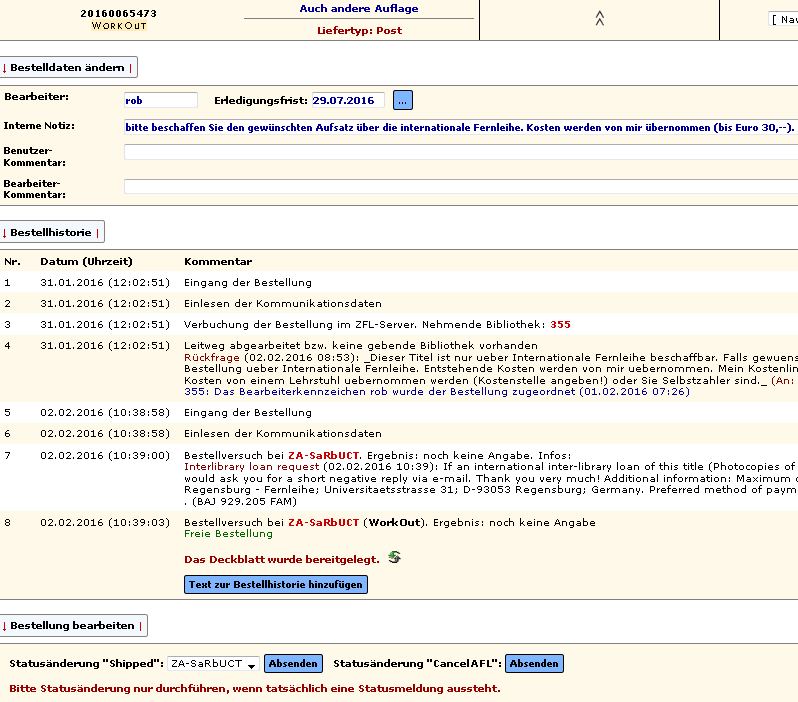 20160065473
WORKOUT
Auch andere Auflage
Liefertyp: Post
[ Nav
↓ Bestelldaten ändern |
Bearbeiter: rob Erledigungsfrist: 29.07.2016 ...
Interne Notiz: bitte beschaffen Sie den gewünschten Aufsatz über die internationale Fernleihe. Kosten werden von mir übernommen (bis Euro 30,--).
Benutzer-
Kommentar:
Bearbeiter-
Kommentar:
↓ Bestellhistorie |
Nr. Datum (Uhrzeit) Kommentar
1 31.01.2016 (12:02:51) Eingang der Bestellung
2 31.01.2016 (12:02:51) Einlesen der Kommunikationsdaten
3 31.01.2016 (12:02:51) Verbuchung der Bestellung im ZFL-Server. Nehmende Bibliothek: 355
4 31.01.2016 (12:02:51) Leitweg abgearbeitet bzw. keine gebende Bibliothek vorhanden
Rückfrage (02.02.2016 08:53): _Dieser Titel ist nur ueber Internationale Fernleihe beschaffbar. Falls gewuens
Bestellung ueber Internationale Fernleihe. Entstehende Kosten werden von mir uebernommen. Mein Kostenlin
Kosten von einem Lehrstuhl uebernommen werden (Kostenstelle angeben!) oder Sie Selbstzahler sind._ (An:
355: Das Bearbeiterkennzeichen rob wurde der Bestellung zugeordnet (01.02.2016 07:26)
5 02.02.2016 (10:38:58) Eingang der Bestellung
6 02.02.2016 (10:38:58) Einlesen der Kommunikationsdaten
7 02.02.2016 (10:39:00) Bestellversuch bei ZA-SaRbUCT. Ergebnis: noch keine Angabe. Infos:
Interlibrary loan request (02.02.2016 10:39): If an international inter-library loan of this title (Photocopies of
would ask you for a short negative reply via e-mail. Thank you very much! Additional information: Maximum c
Regensburg - Fernleihe; Universitaetsstrasse 31; D-93053 Regensburg; Germany. Preferred method of paym
. (BAJ 929.205 FAM)
8 02.02.2016 (10:39:03) Bestellversuch bei ZA-SaRbUCT (WorkOut). Ergebnis: noch keine Angabe
Freie Bestellung
Das Deckblatt wurde bereitgelegt.
Text zur Bestellhistorie hinzufügen
↓ Bestellung bearbeiten |
Statusänderung "Shipped": ZA-SaRbUCT Absenden Statusänderung "CancelAFL": Absenden
Bitte Statusänderung nur durchführen, wenn tatsächlich eine Statusmeldung aussteht.